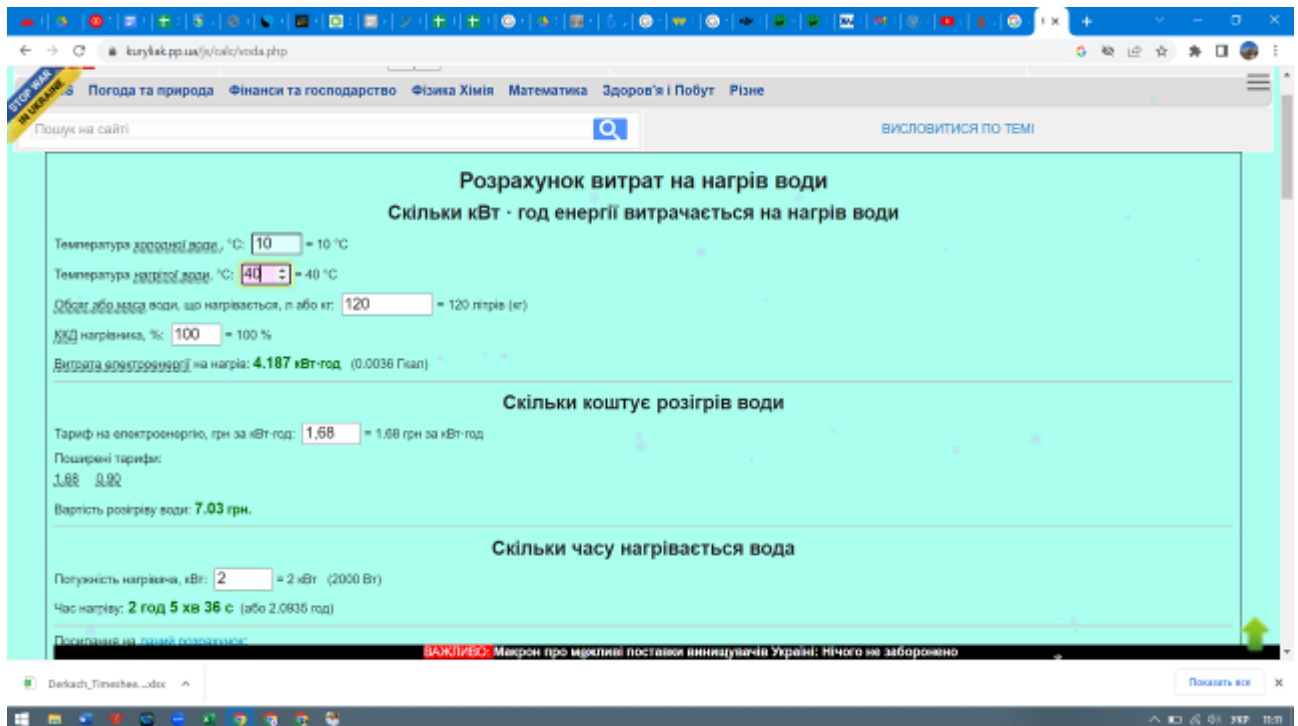 kuryliak.pp.ua/js/calc/voda.php
STOP WAR
IN UKRAINE
Погода та природа Фінанси та господарство Фізика Хімія Математика Здоров'я і Побут Різне
Пошук на сайті
ВИСЛОВИТИСЯ ПО ТЕМІ
Розрахунок витрат на нагрів води
Скільки кВт · год енергії витрачається на нагрів води
Температура холодної води, °C: 10 = 10 °C
Температура нагрітої води, °C: 40 = 40 °C
Обсяг або маса води, що нагрівається, л або кг: 120 = 120 літрів (кг)
ККД нагрівника, %: 100 = 100 %
Витрата електроенергії на нагрів: 4.187 кВт·год (0.0036 Гкал)
Скільки коштує розігрів води
Тариф на електроенергію, грн за кВт·год: 1,68 = 1.68 грн за кВт·год
Поширені тарифи:
1,68 0,90
Вартість розігріву води: 7.03 грн.
Скільки часу нагрівається вода
Потужність нагрівача, кВт: 2 = 2 кВт (2000 Вт)
Час нагріву: 2 год 5 хв 36 с (або 2.0935 год)
Посилання на даний розрахунок:
ВАЖЛИВО: Макрон про можливі поставки винищувачів Україні: Нічого не заборонено
Derkach_Timeshee....xlsx
Показать все
УКР 11:11